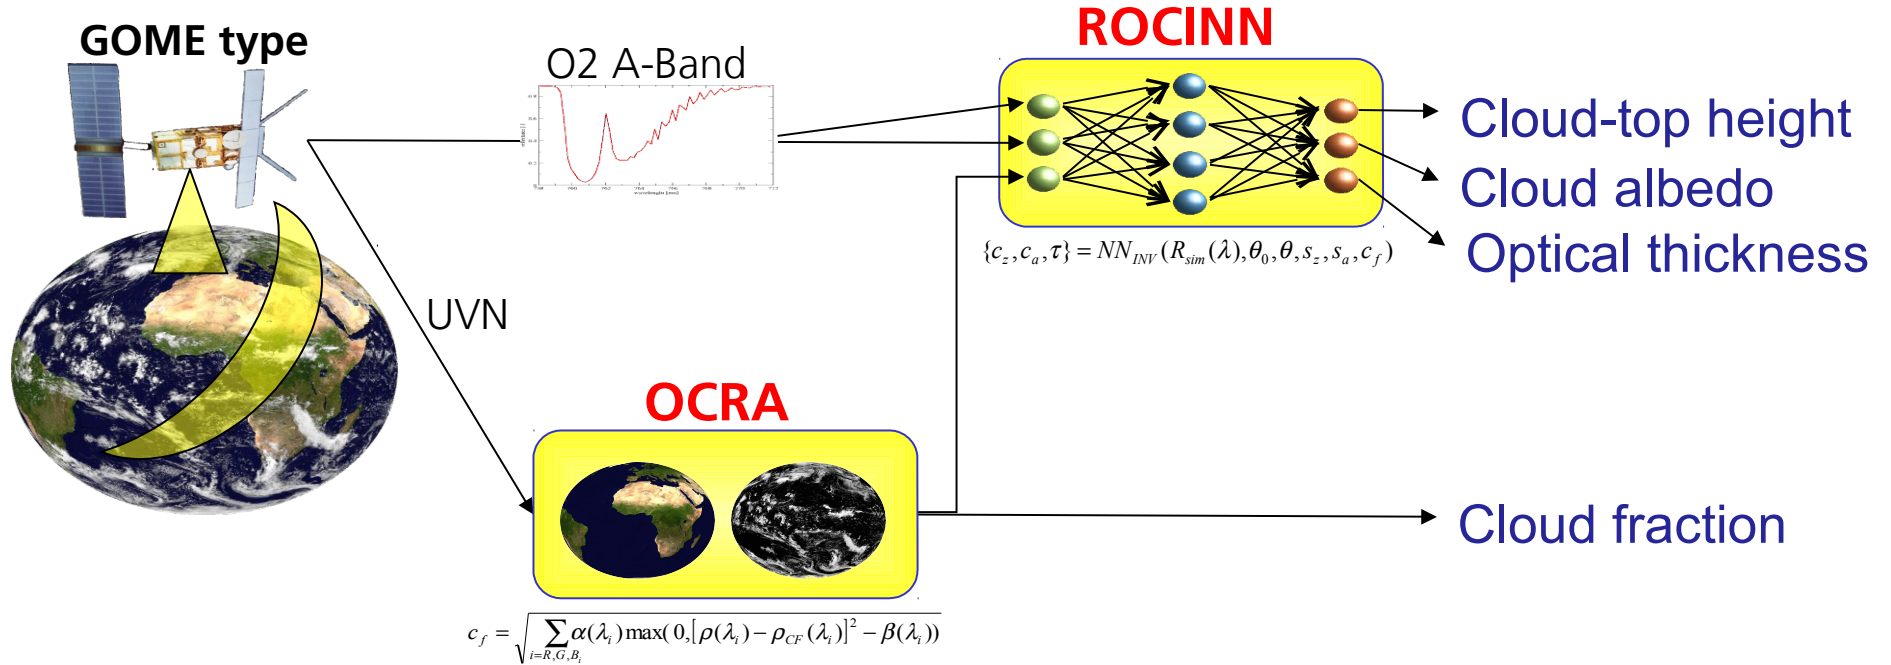 GOME type
O2 A-Band
ROCINN
Cloud-top height
Cloud albedo
Optical thickness
{c_z, c_a, τ} = NN_INV (R_sim(λ), θ_0, θ, s_z, s_a, c_f)
UVN
OCRA
Cloud fraction
c_f = √(∑_{i=R,G,B_i} α(λ_i) max(0, [ρ(λ_i) − ρ_CF(λ_i)]² − β(λ_i)))